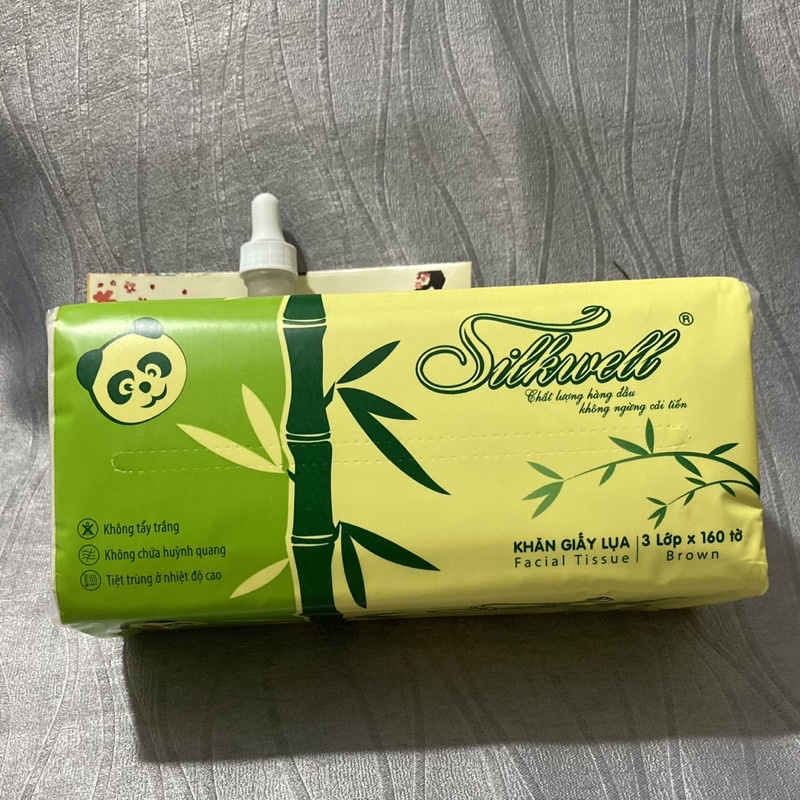 Silkwell ®
Chất lượng hàng đầu
không ngừng cải tiến
Không tẩy trắng
Không chứa huỳnh quang
Tiệt trùng ở nhiệt độ cao
KHĂN GIẤY LỤA
Facial Tissue
3 Lớp x 160 tờ
Brown